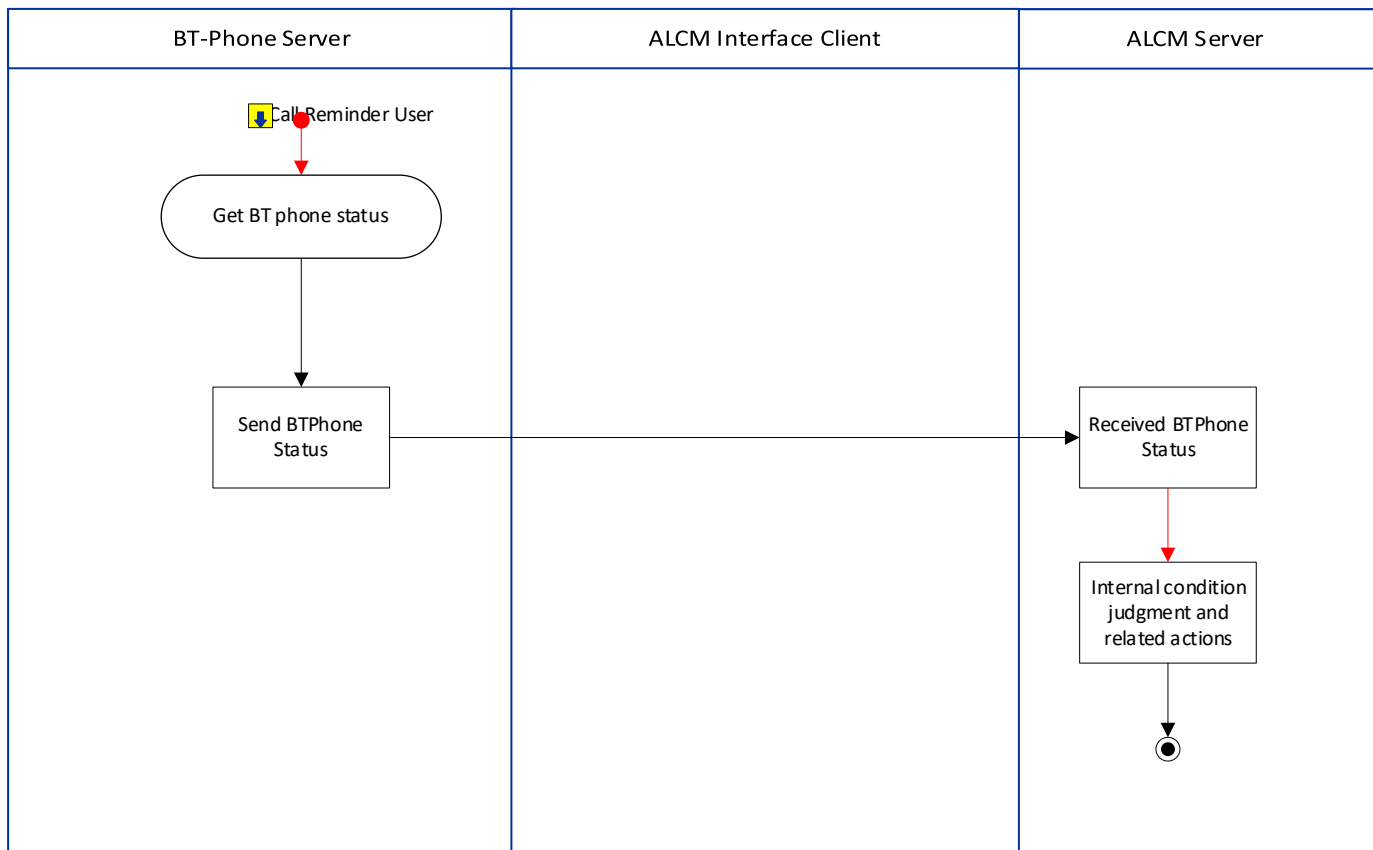 BT-Phone Server
ALCM Interface Client
ALCM Server
Call Reminder User
Get BT phone status
Send BTPhone
Status
Received BTPhone
Status
Internal condition
judgment and
related actions